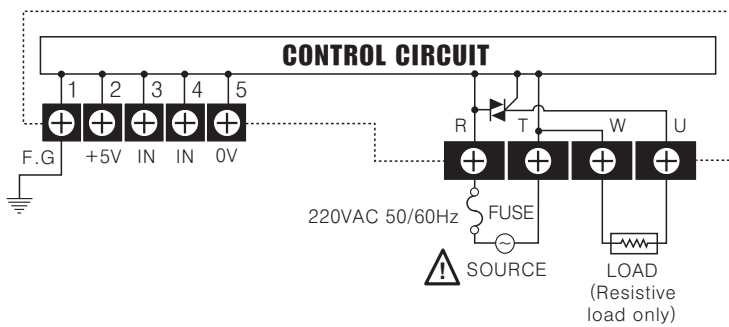 CONTROL CIRCUIT
1 2 3 4 5
R T W U
F.G +5V IN IN 0V
220VAC 50/60Hz FUSE
SOURCE
LOAD
(Resistive
load only)